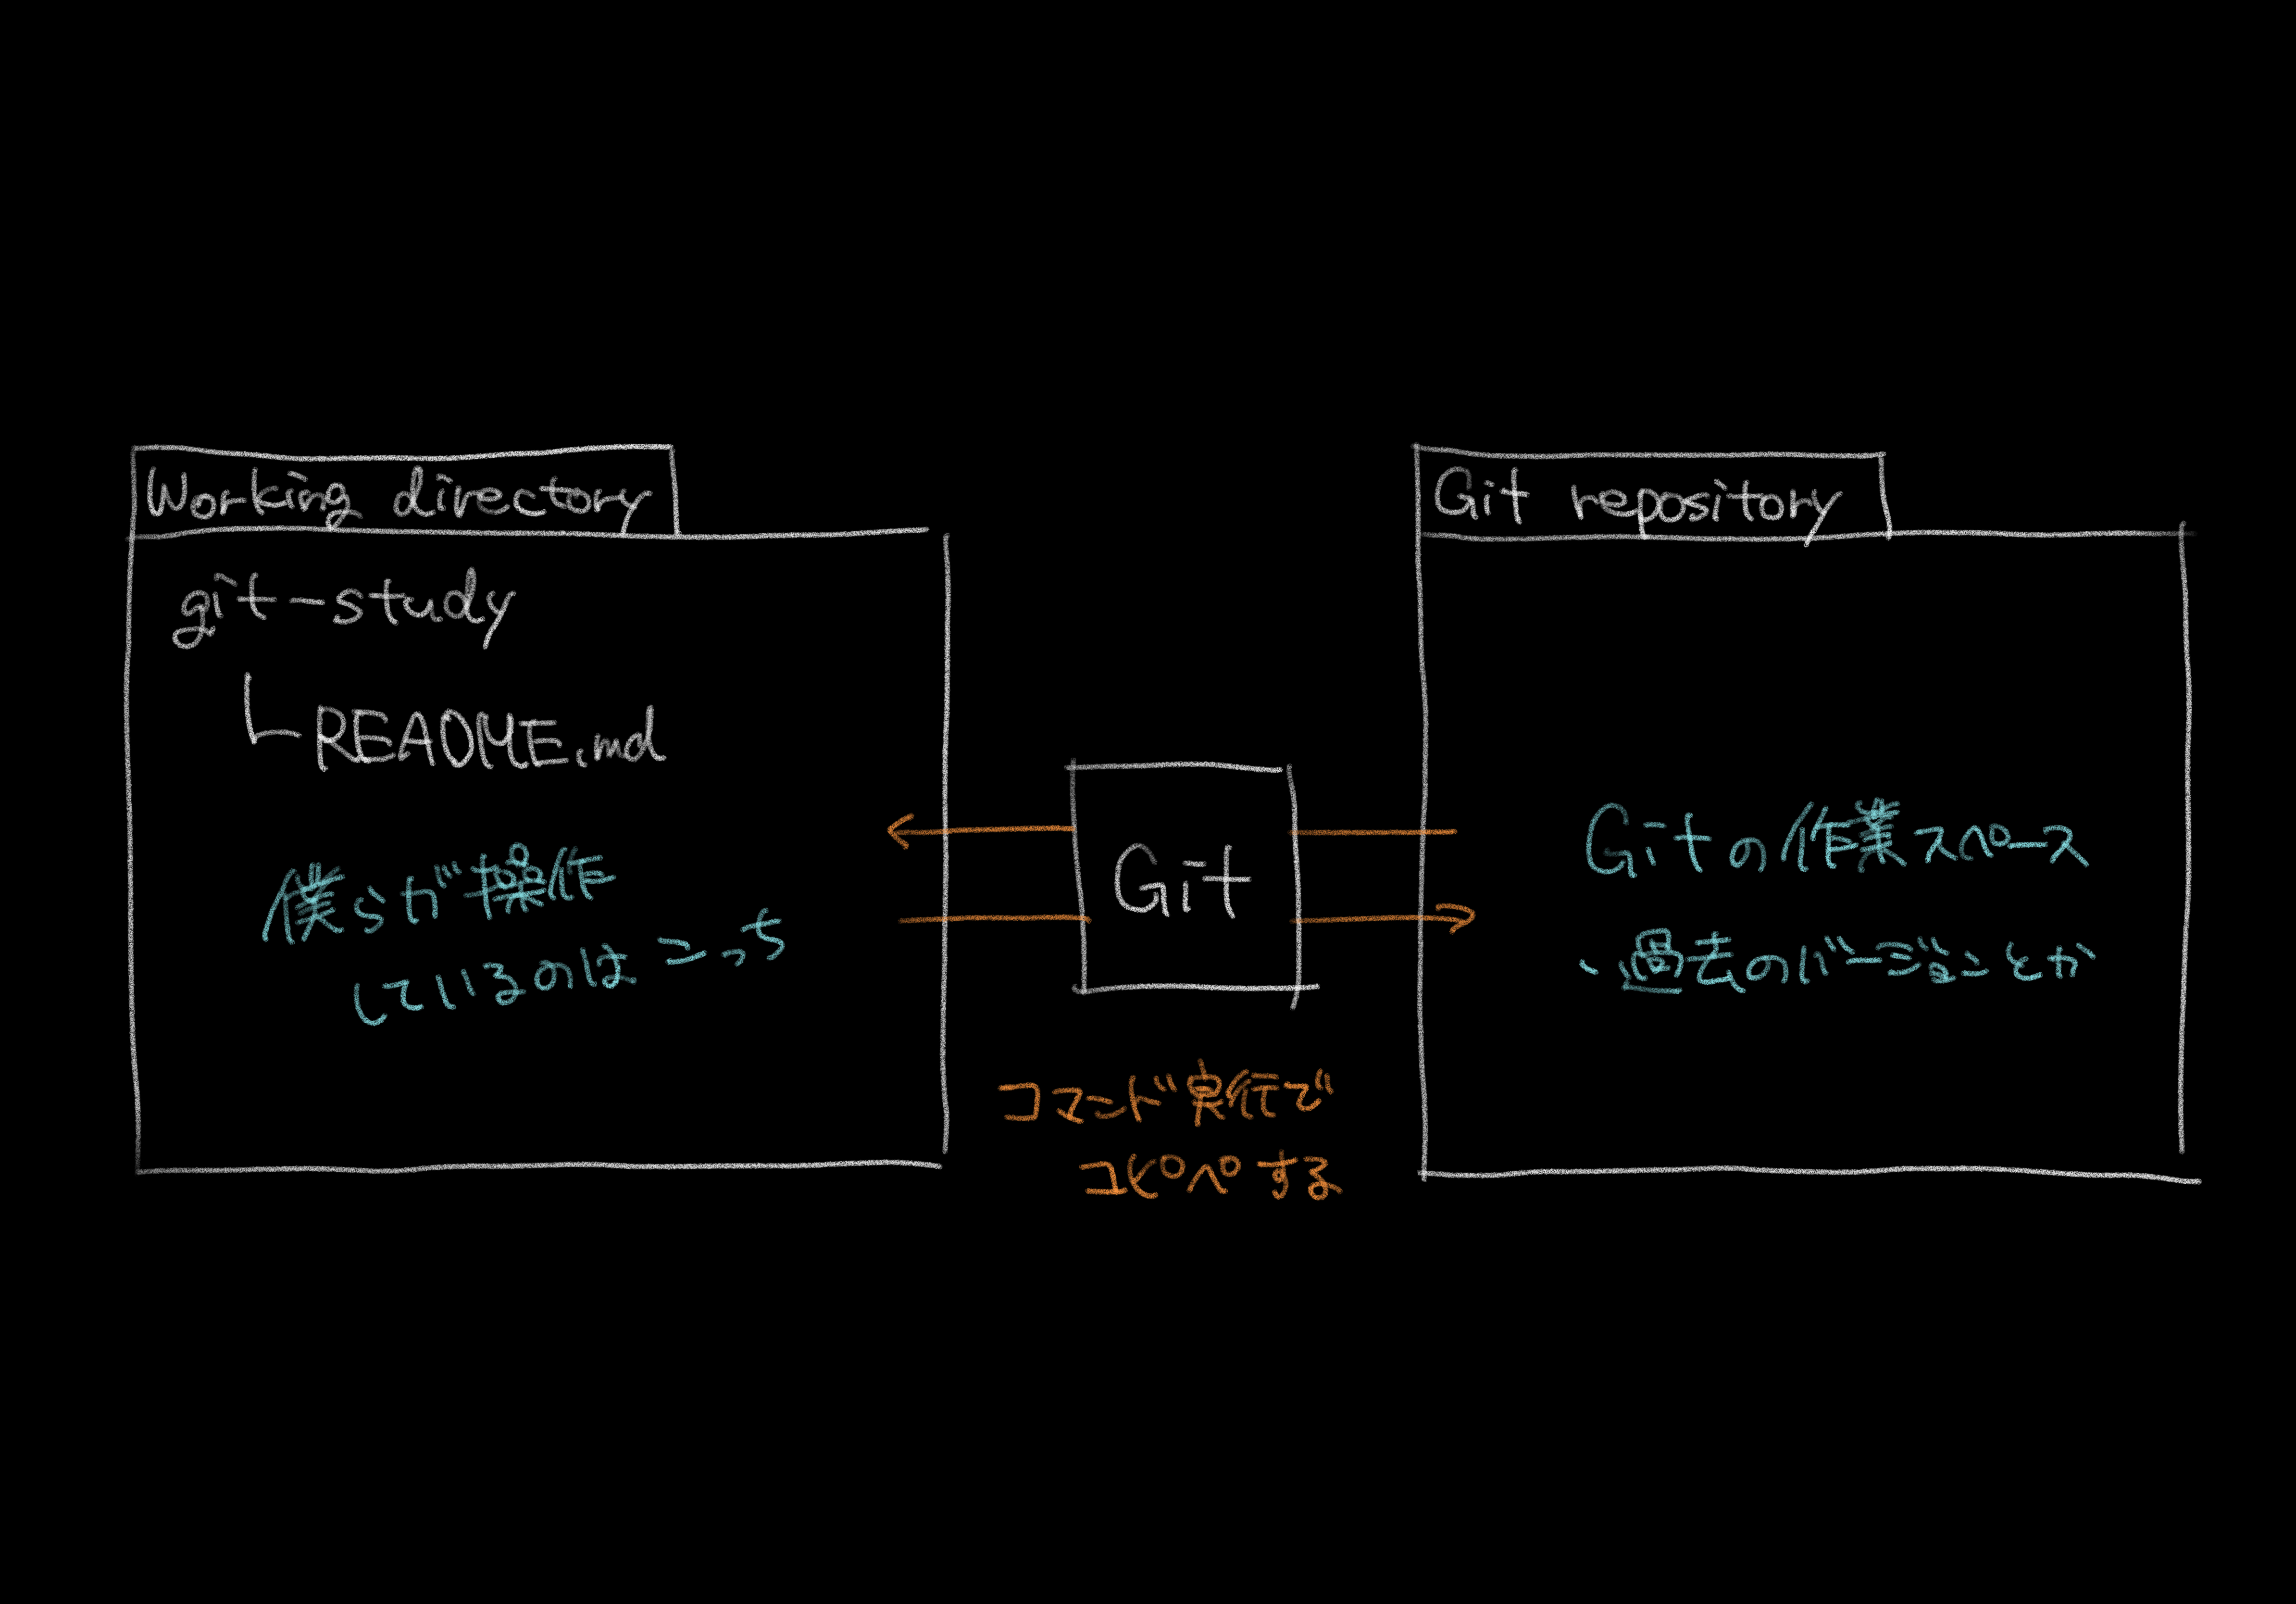 Working directory
git-study
README.md
僕らが操作
しているのはこっち
Git
コマンド実行で
コピペする
Git repository
Gitの作業スペース
・過去のバージョンとか